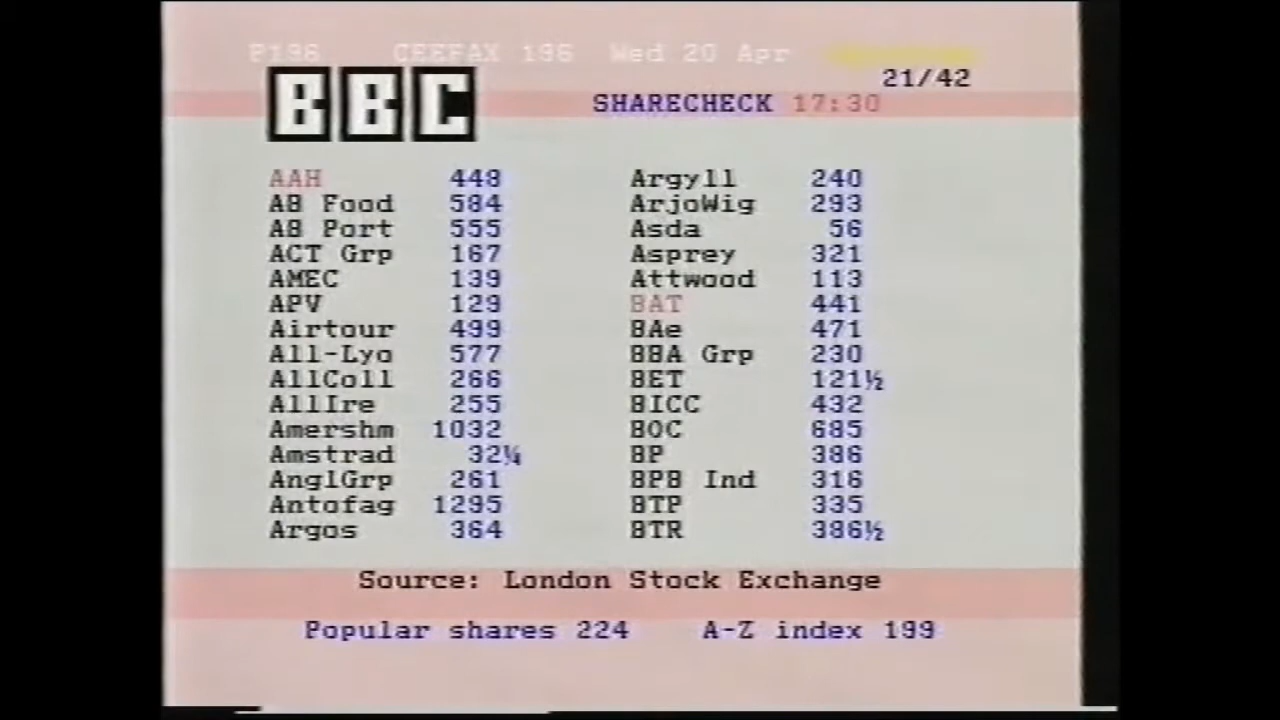 P196 CEEFAX 196 Wed 20 Apr
21/42
BBC SHARECHECK 17:30
AAH 448 Argyll 240
AB Food 584 ArjoWig 293
AB Port 555 Asda 56
ACT Grp 167 Asprey 321
AMEC 139 Attwood 113
APV 129 BAT 441
Airtour 499 BAe 471
All-Lyo 577 BBA Grp 230
AllColl 266 BET 121½
AllIre 255 BICC 432
Amershm 1032 BOC 685
Amstrad 32¼ BP 386
AnglGrp 261 BPB Ind 316
Antofag 1295 BTP 335
Argos 364 BTR 386½
Source: London Stock Exchange
Popular shares 224 A-Z index 199